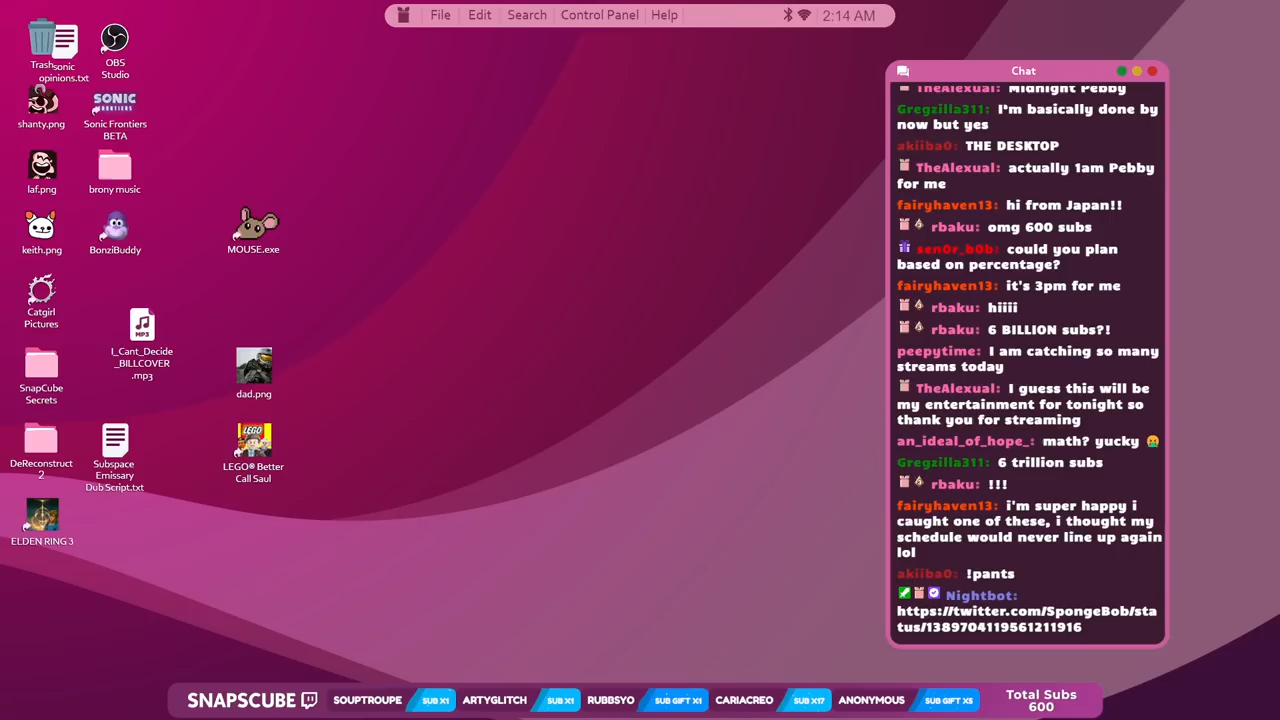 File Edit Search Control Panel Help 2:14 AM
Trash
sonic
opinions.txt
OBS
Studio
shanty.png
SONIC
Sonic Frontiers
BETA
laf.png
brony music
keith.png
BonziBuddy
MOUSE.exe
Catgirl
Pictures
MP3
I_Cant_Decide
_BILLCOVER
.mp3
SnapCube
Secrets
dad.png
DeReconstruct
2
Subspace
Emissary
Dub Script.txt
LEGO
LEGO® Better
Call Saul
ELDEN RING 3
Chat
TheAlexual: Midnight Pebby
Gregzilla311: I'm basically done by
now but yes
akiiba0: THE DESKTOP
TheAlexual: actually 1am Pebby
for me
fairyhaven13: hi from Japan!!
rbaku: omg 600 subs
sen0r_b0b: could you plan
based on percentage?
fairyhaven13: it's 3pm for me
rbaku: hiiii
rbaku: 6 BILLION subs?!
peepytime: I am catching so many
streams today
TheAlexual: I guess this will be
my entertainment for tonight so
thank you for streaming
an_ideal_of_hope_: math? yucky
Gregzilla311: 6 trillion subs
rbaku: !!!
fairyhaven13: i'm super happy i
caught one of these, i thought my
schedule would never line up again
lol
akiiba0: !pants
Nightbot:
https://twitter.com/SpongeBob/sta
tus/1389704119561211916
SNAPSCUBE SOUPTROUPE SUB X1 ARTYGLITCH SUB X1 RUBBSYO SUB GIFT X1 CARIACREO SUB X17 ANONYMOUS SUB GIFT X5
Total Subs
600